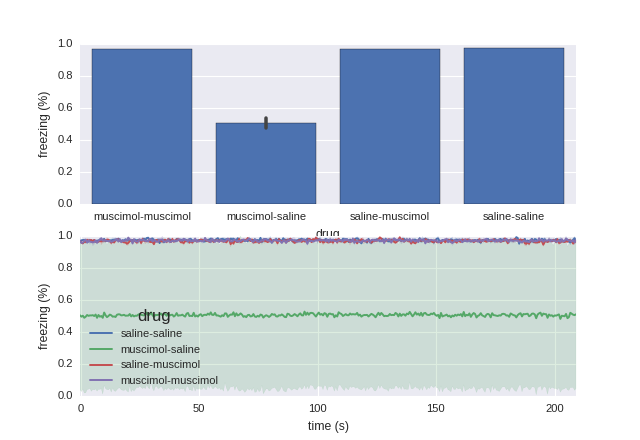 1.0
0.8
0.6
0.4
0.2
0.0
freezing (%)
muscimol-muscimol muscimol-saline saline-muscimol saline-saline
drug
1.0
0.8
0.6
0.4
0.2
0.0
freezing (%)
drug
saline-saline
muscimol-saline
saline-muscimol
muscimol-muscimol
0 50 100 150 200
time (s)